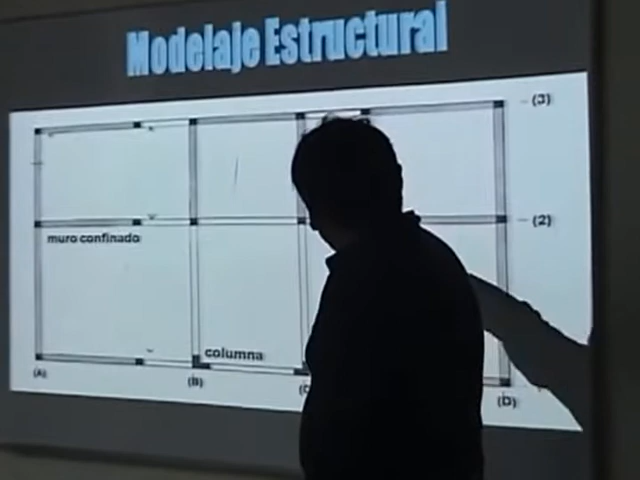 Modelaje Estructural
(3)
(2)
muro confinado
columna
(A)
(B)
(C
(D)